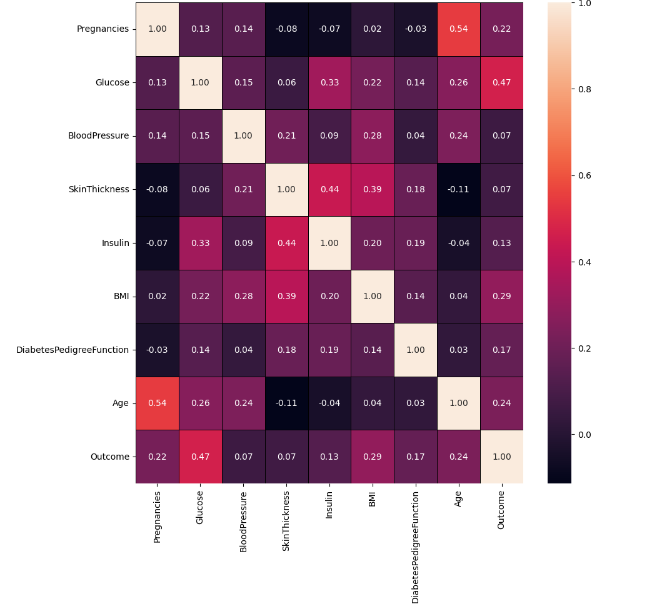 Pregnancies 1.00 0.13 0.14 -0.08 -0.07 0.02 -0.03 0.54 0.22
Glucose 0.13 1.00 0.15 0.06 0.33 0.22 0.14 0.26 0.47
BloodPressure 0.14 0.15 1.00 0.21 0.09 0.28 0.04 0.24 0.07
SkinThickness -0.08 0.06 0.21 1.00 0.44 0.39 0.18 -0.11 0.07
Insulin -0.07 0.33 0.09 0.44 1.00 0.20 0.19 -0.04 0.13
BMI 0.02 0.22 0.28 0.39 0.20 1.00 0.14 0.04 0.29
DiabetesPedigreeFunction -0.03 0.14 0.04 0.18 0.19 0.14 1.00 0.03 0.17
Age 0.54 0.26 0.24 -0.11 -0.04 0.04 0.03 1.00 0.24
Outcome 0.22 0.47 0.07 0.07 0.13 0.29 0.17 0.24 1.00
Pregnancies
Glucose
BloodPressure
SkinThickness
Insulin
BMI
DiabetesPedigreeFunction
Age
Outcome
1.0
0.8
0.6
0.4
0.2
0.0